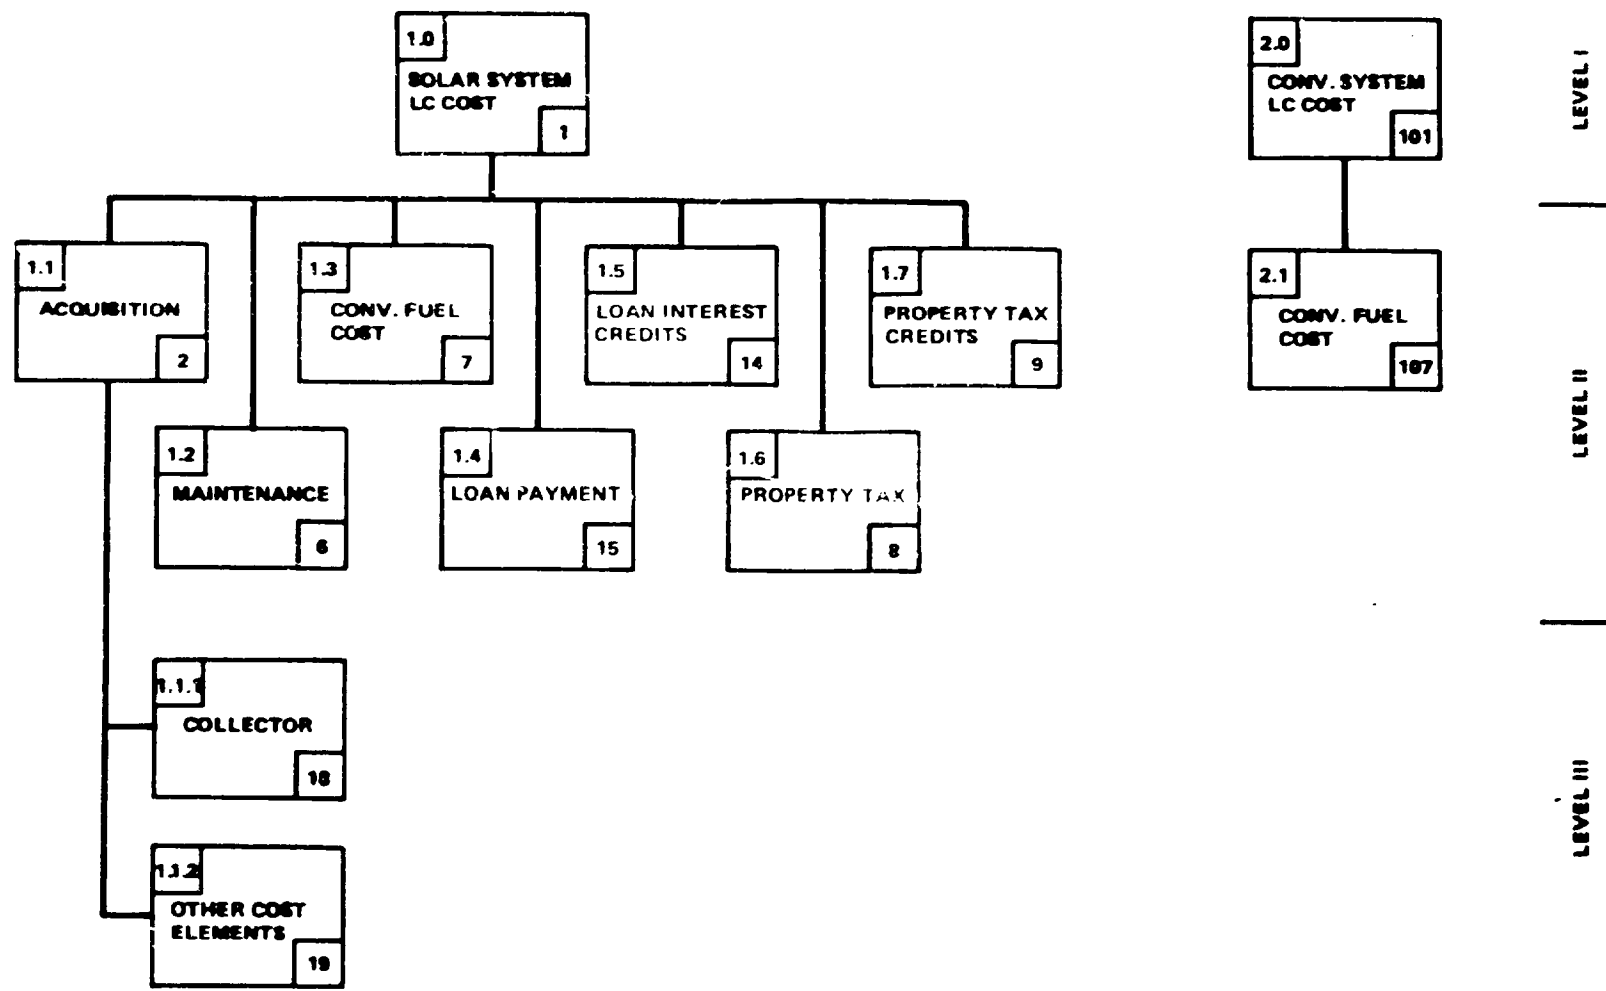 1.0
SOLAR SYSTEM
LC COST
1
2.0
CONV. SYSTEM
LC COST
101
LEVEL I
1.1
ACQUISITION
2
1.3
CONV. FUEL
COST
7
1.5
LOAN INTEREST
CREDITS
14
1.7
PROPERTY TAX
CREDITS
9
2.1
CONV. FUEL
COST
107
LEVEL II
1.2
MAINTENANCE
6
1.4
LOAN PAYMENT
15
1.6
PROPERTY TAX
8
1.1.1
COLLECTOR
18
LEVEL III
1.1.2
OTHER COST
ELEMENTS
19